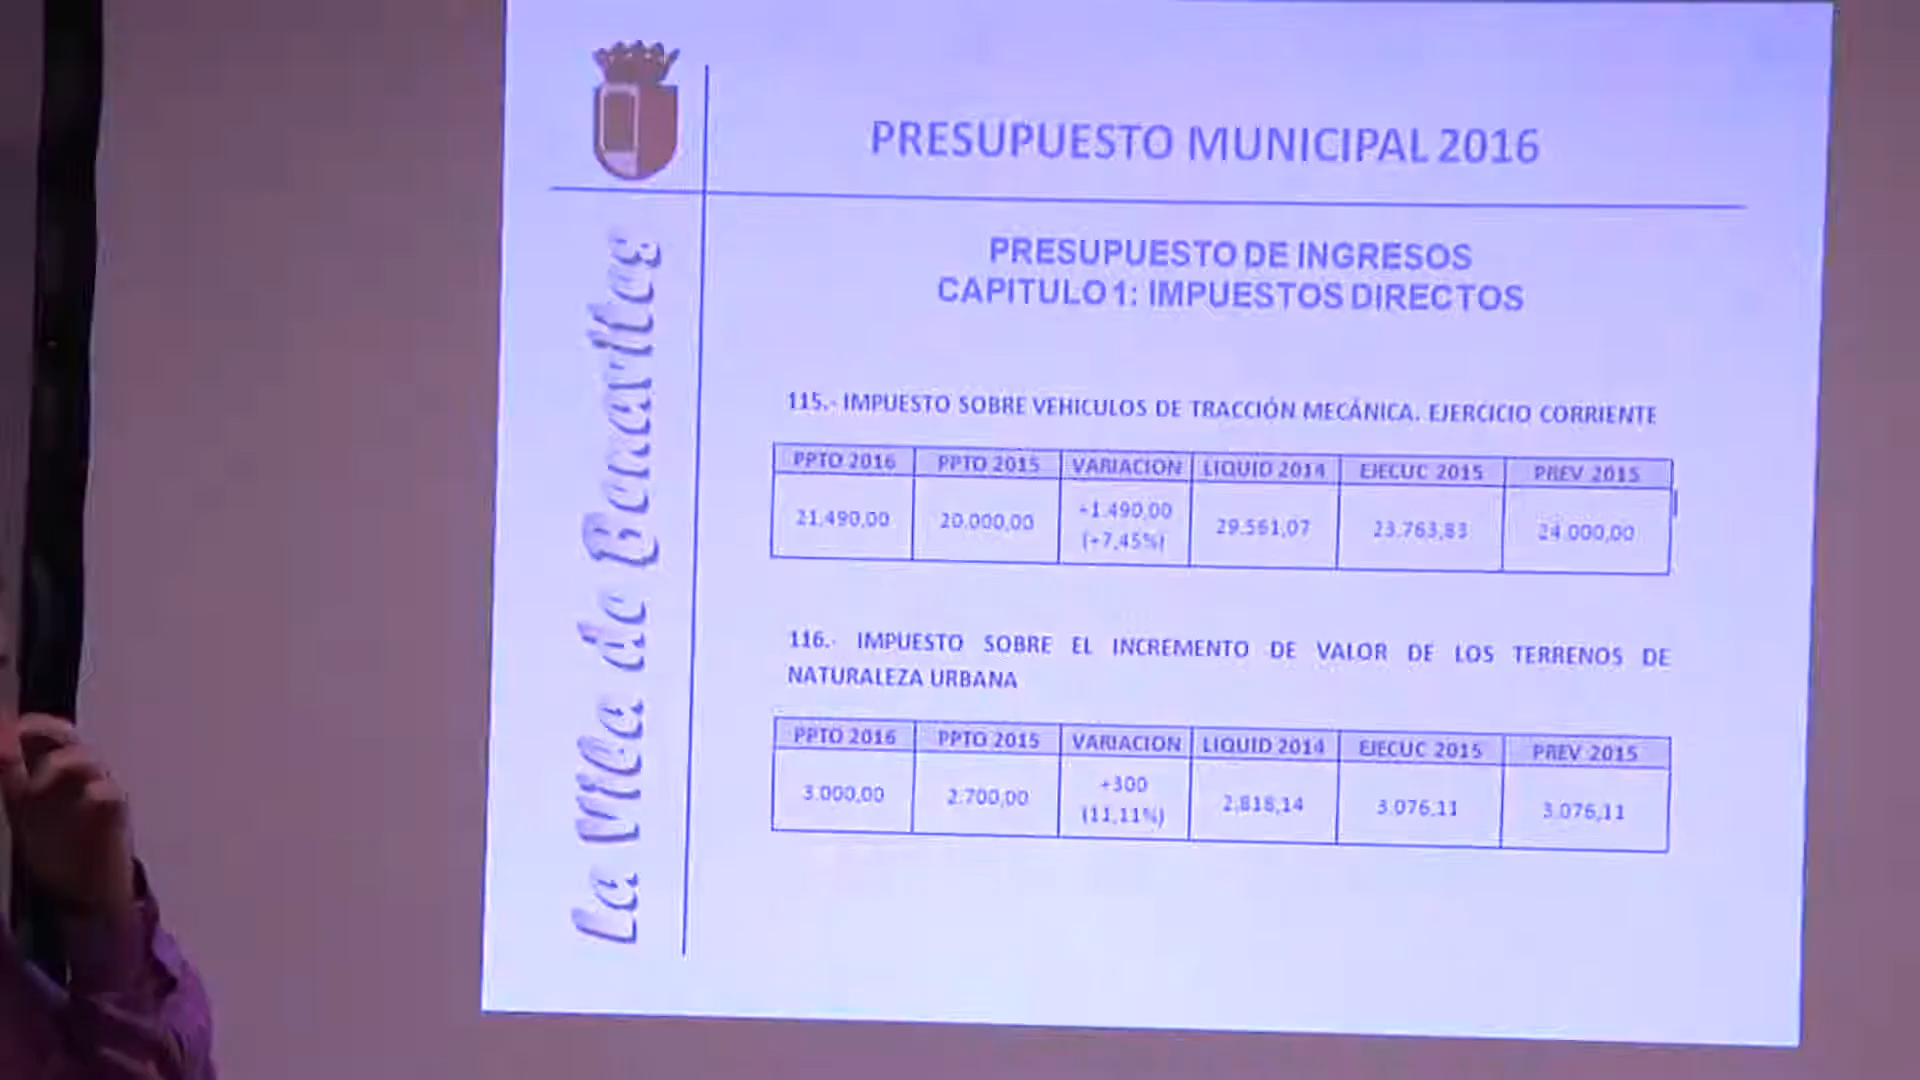 PRESUPUESTO MUNICIPAL 2016
La Villa de Benavites
PRESUPUESTO DE INGRESOS
CAPITULO 1: IMPUESTOS DIRECTOS
115.- IMPUESTO SOBRE VEHICULOS DE TRACCIÓN MECÁNICA. EJERCICIO CORRIENTE
PPTO 2016 PPTO 2015 VARIACION LIQUID 2014 EJECUC 2015 PREV 2015
21.490,00 20.000,00 +1.490,00 (+7,45%) 29.561,07 23.763,83 24.000,00
116.- IMPUESTO SOBRE EL INCREMENTO DE VALOR DE LOS TERRENOS DE
NATURALEZA URBANA
PPTO 2016 PPTO 2015 VARIACION LIQUID 2014 EJECUC 2015 PREV 2015
3.000,00 2.700,00 +300 (11,11%) 2.818,14 3.076,11 3.076,11